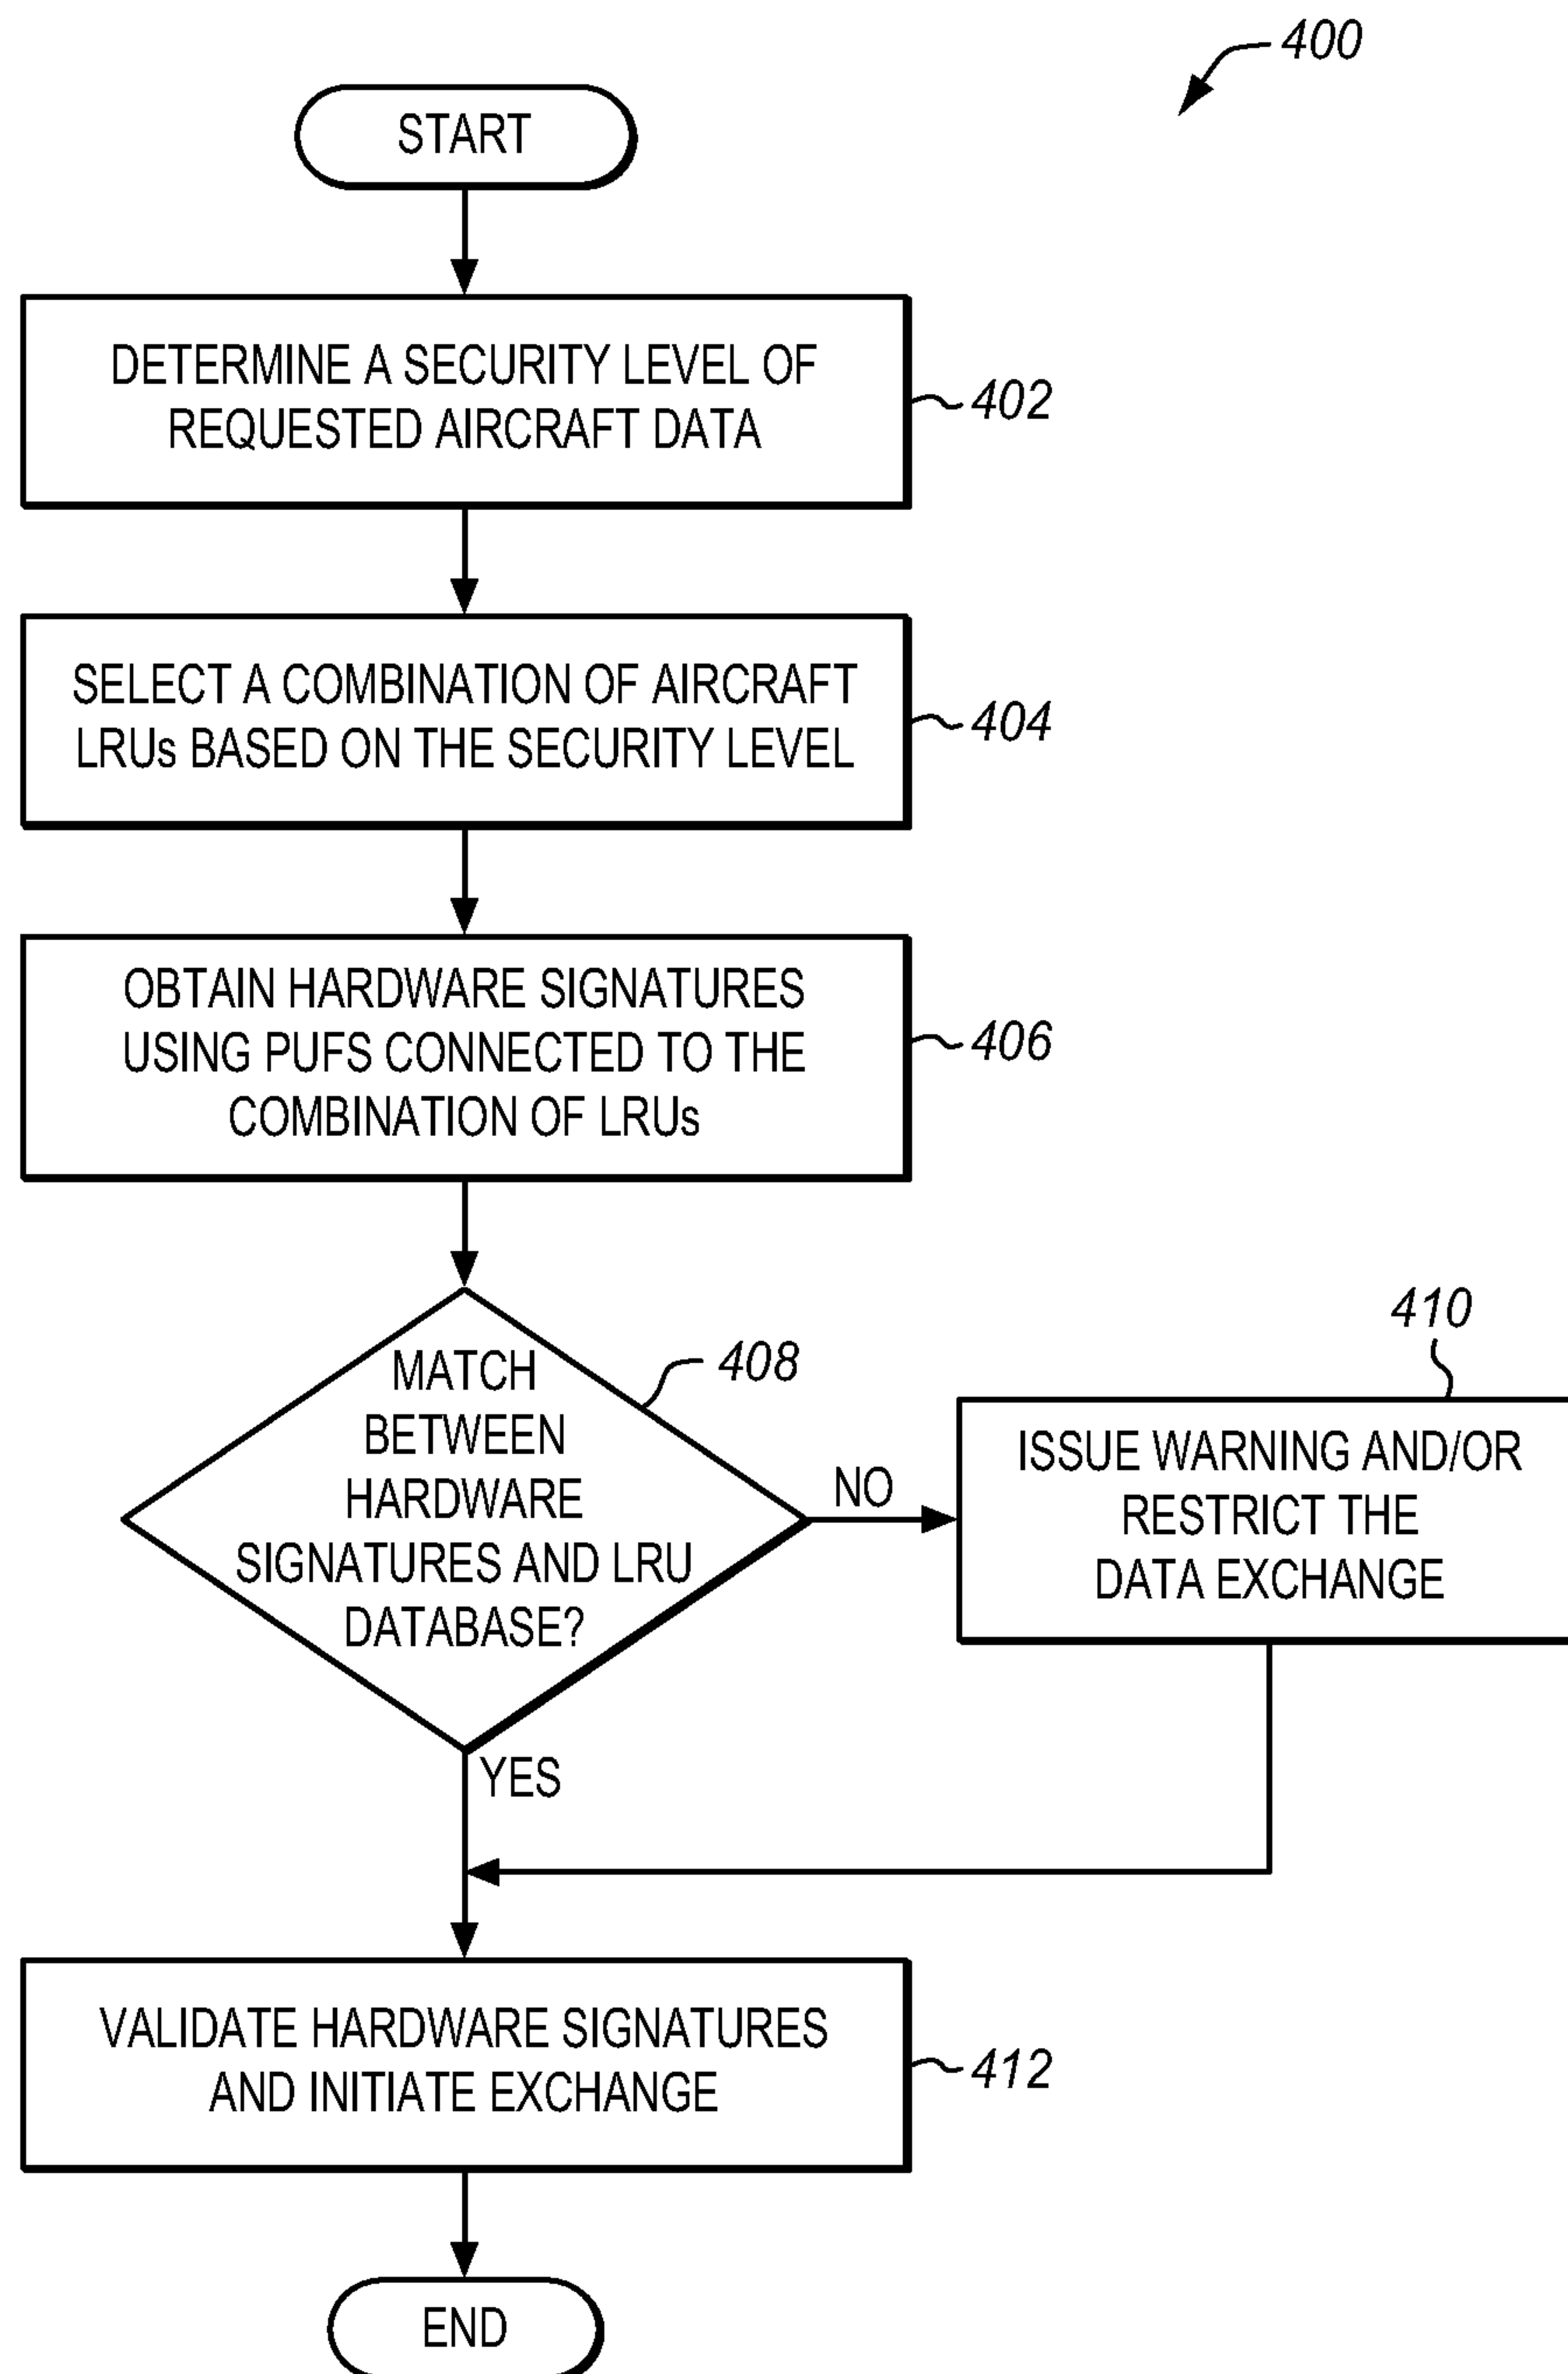 400
START
DETERMINE A SECURITY LEVEL OF
REQUESTED AIRCRAFT DATA
402
SELECT A COMBINATION OF AIRCRAFT
LRUs BASED ON THE SECURITY LEVEL
404
OBTAIN HARDWARE SIGNATURES
USING PUFS CONNECTED TO THE
COMBINATION OF LRUs
406
MATCH
BETWEEN
HARDWARE
SIGNATURES AND LRU
DATABASE?
408
NO
410
ISSUE WARNING AND/OR
RESTRICT THE
DATA EXCHANGE
YES
VALIDATE HARDWARE SIGNATURES
AND INITIATE EXCHANGE
412
END